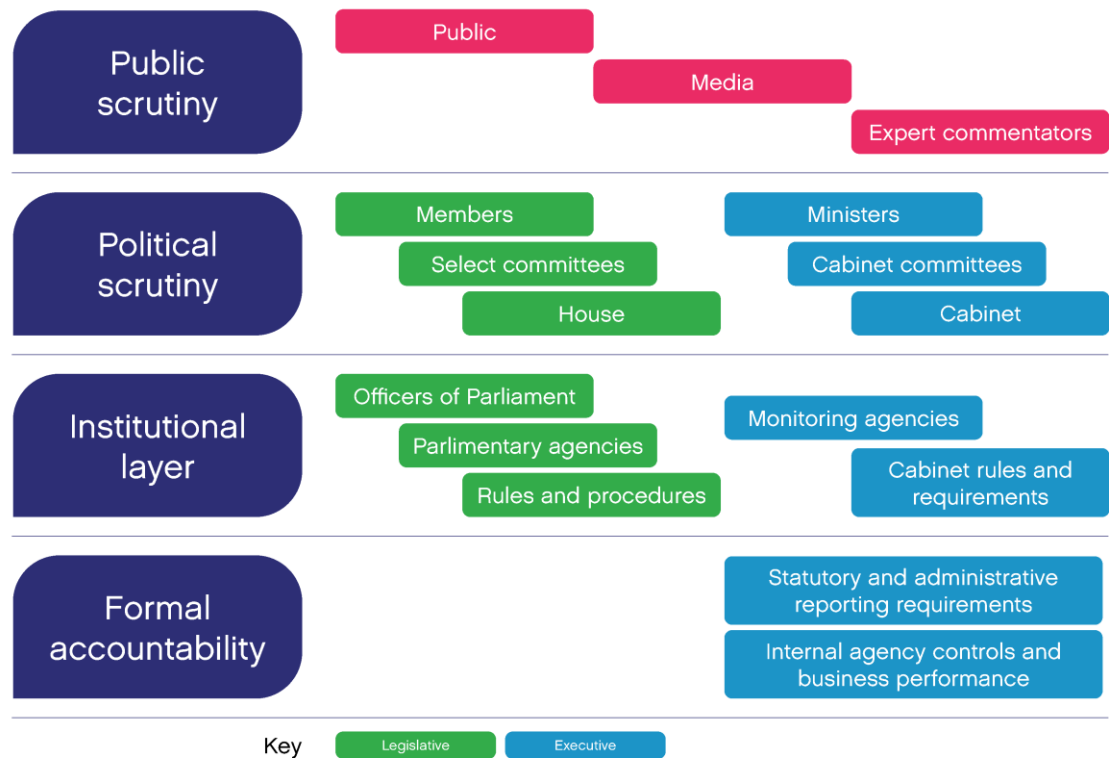 Public
scrutiny
Public
Media
Expert commentators
Political
scrutiny
Members
Select committees
House
Ministers
Cabinet committees
Cabinet
Institutional
layer
Officers of Parliament
Parlimentary agencies
Rules and procedures
Monitoring agencies
Cabinet rules and
requirements
Formal
accountability
Statutory and administrative
reporting requirements
Internal agency controls and
business performance
Key
Legislative
Executive